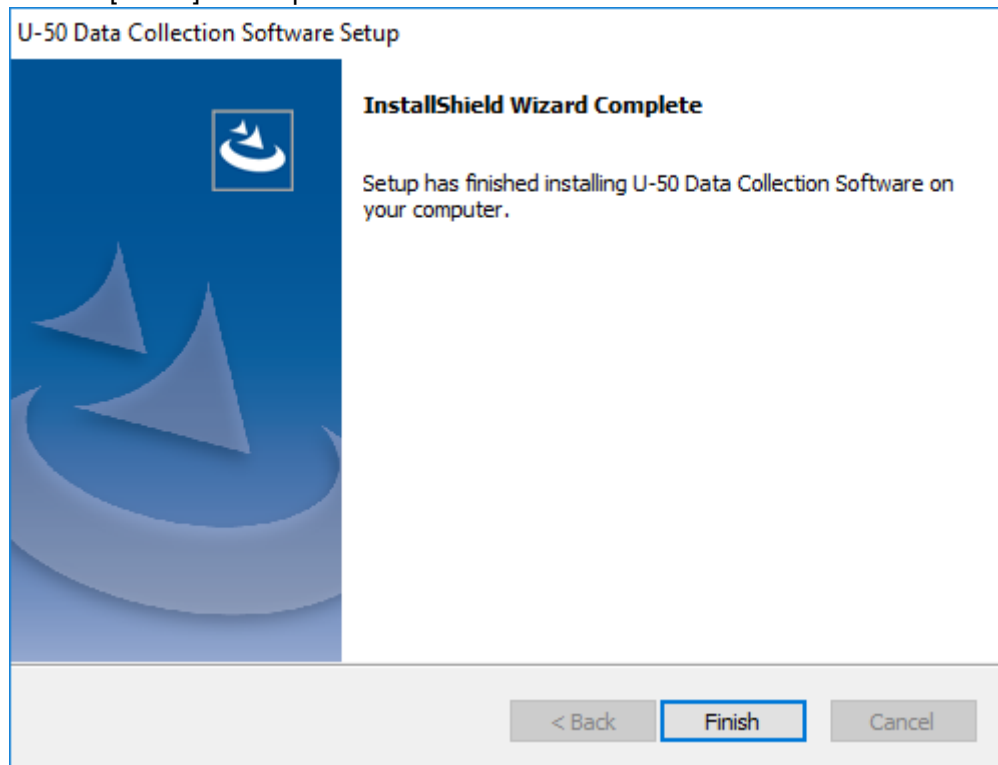 U-50 Data Collection Software Setup
InstallShield Wizard Complete
Setup has finished installing U-50 Data Collection Software on
your computer.
< Back
Finish
Cancel